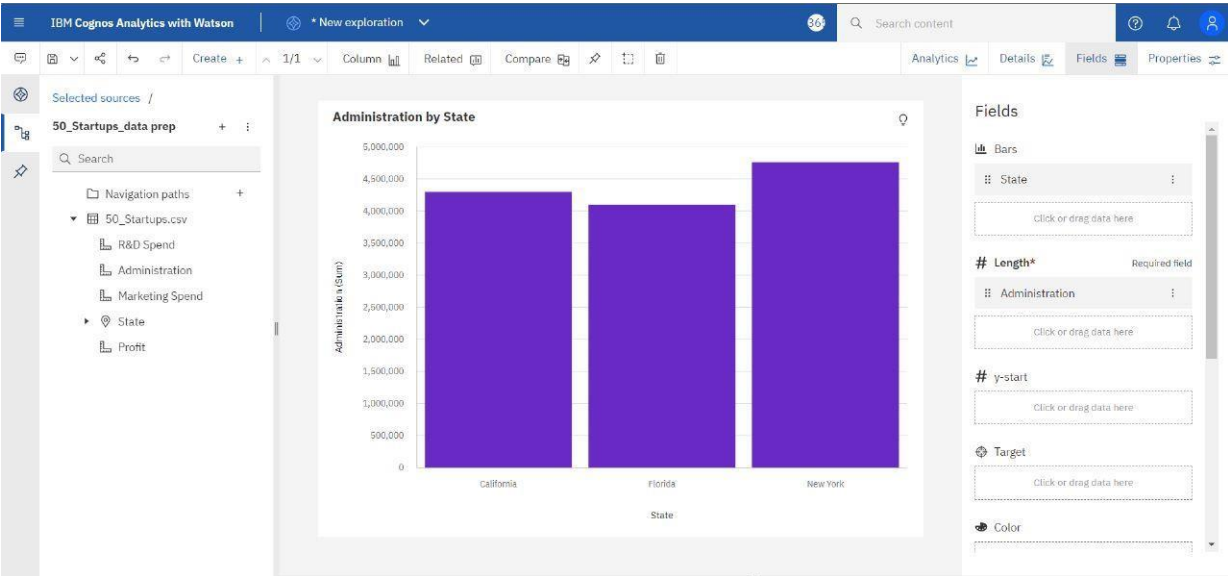 IBM Cognos Analytics with Watson
* New exploration
36
Search content
Create +
1/1
Column
Related
Compare
Analytics
Details
Fields
Properties
Selected sources /
50_Startups_data prep
Search
Navigation paths
50_Startups.csv
R&D Spend
Administration
Marketing Spend
State
Profit
Administration by State
Administration (Sum)
5,000,000
4,500,000
4,000,000
3,500,000
3,000,000
2,500,000
2,000,000
1,500,000
1,000,000
500,000
0
California
Florida
New York
State
Fields
Bars
State
Click or drag data here
# Length*
Required field
Administration
Click or drag data here
# y-start
Click or drag data here
Target
Click or drag data here
Color